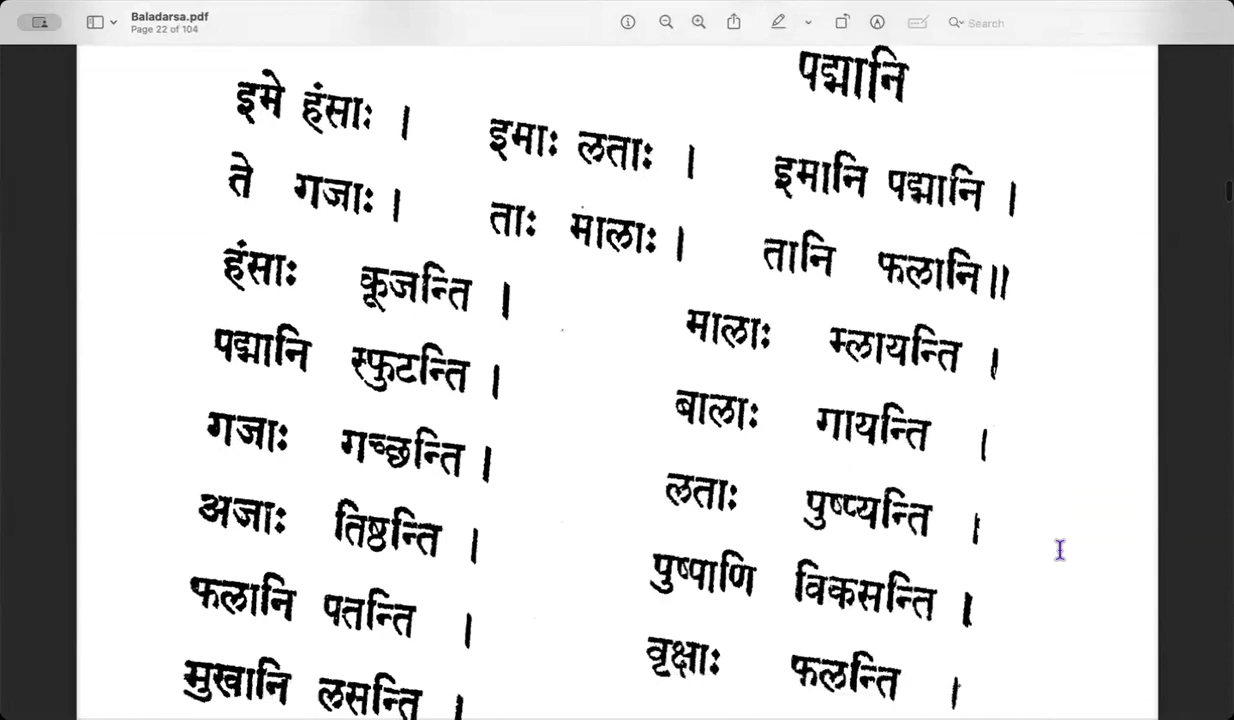 Baladarsa.pdf
Page 22 of 104
Search
पद्मानि
इमे हंसाः । इमाः लताः । इमानि पद्मानि ।
ते गजाः । ताः मालाः । तानि फलानि ॥
हंसाः कूजन्ति । मालाः म्लायन्ति ।
पद्मानि स्फुटन्ति । बालाः गायन्ति ।
गजाः गच्छन्ति । लताः पुष्प्यन्ति ।
अजाः तिष्ठन्ति । पुष्पाणि विकसन्ति ।
फलानि पतन्ति । वृक्षाः फलन्ति ।
मुखानि लसन्ति ।